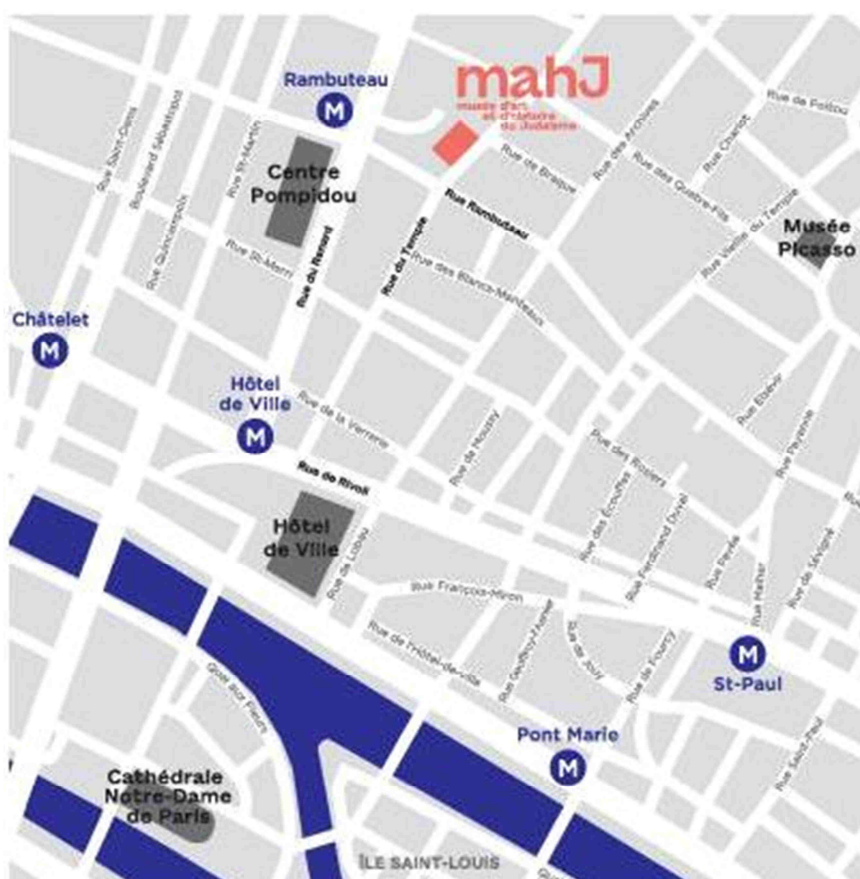 Rambuteau
M
mahJ
musée d'art
et d'histoire
du Judaïsme
Rue de Poitou
Rue Saint-Denis
Boulevard Sébastopol
Rue St-Martin
Centre
Pompidou
Rue de Braque
Rue des Archives
Rue Charlot
Rue des Quatre-Fils
Rue Rambuteau
Rue Vieille du Temple
Musée
Picasso
Rue Quincampoix
Rue St-Merri
Rue du Renard
Rue du Temple
Rue des Blancs-Manteaux
Châtelet
M
Hôtel
de Ville
M
Rue de la Verrerie
Rue Elzévir
Rue Payenne
Rue de Moussy
Rue des Rosiers
Rue de Rivoli
Rue des Ecouffes
Rue Ferdinand Duval
Hôtel
de Ville
Rue de Lobau
Rue Pavée
Rue Malher
Rue de Sévigné
Rue François-Miron
Rue de l'Hôtel-de-ville
Rue Geoffroy-l'Asnier
Rue de Jouy
Rue de Fourcy
M
St-Paul
Quai aux Fleurs
Pont Marie
M
Rue Saint-Paul
Cathédrale
Notre-Dame
de Paris
ÎLE SAINT-LOUIS